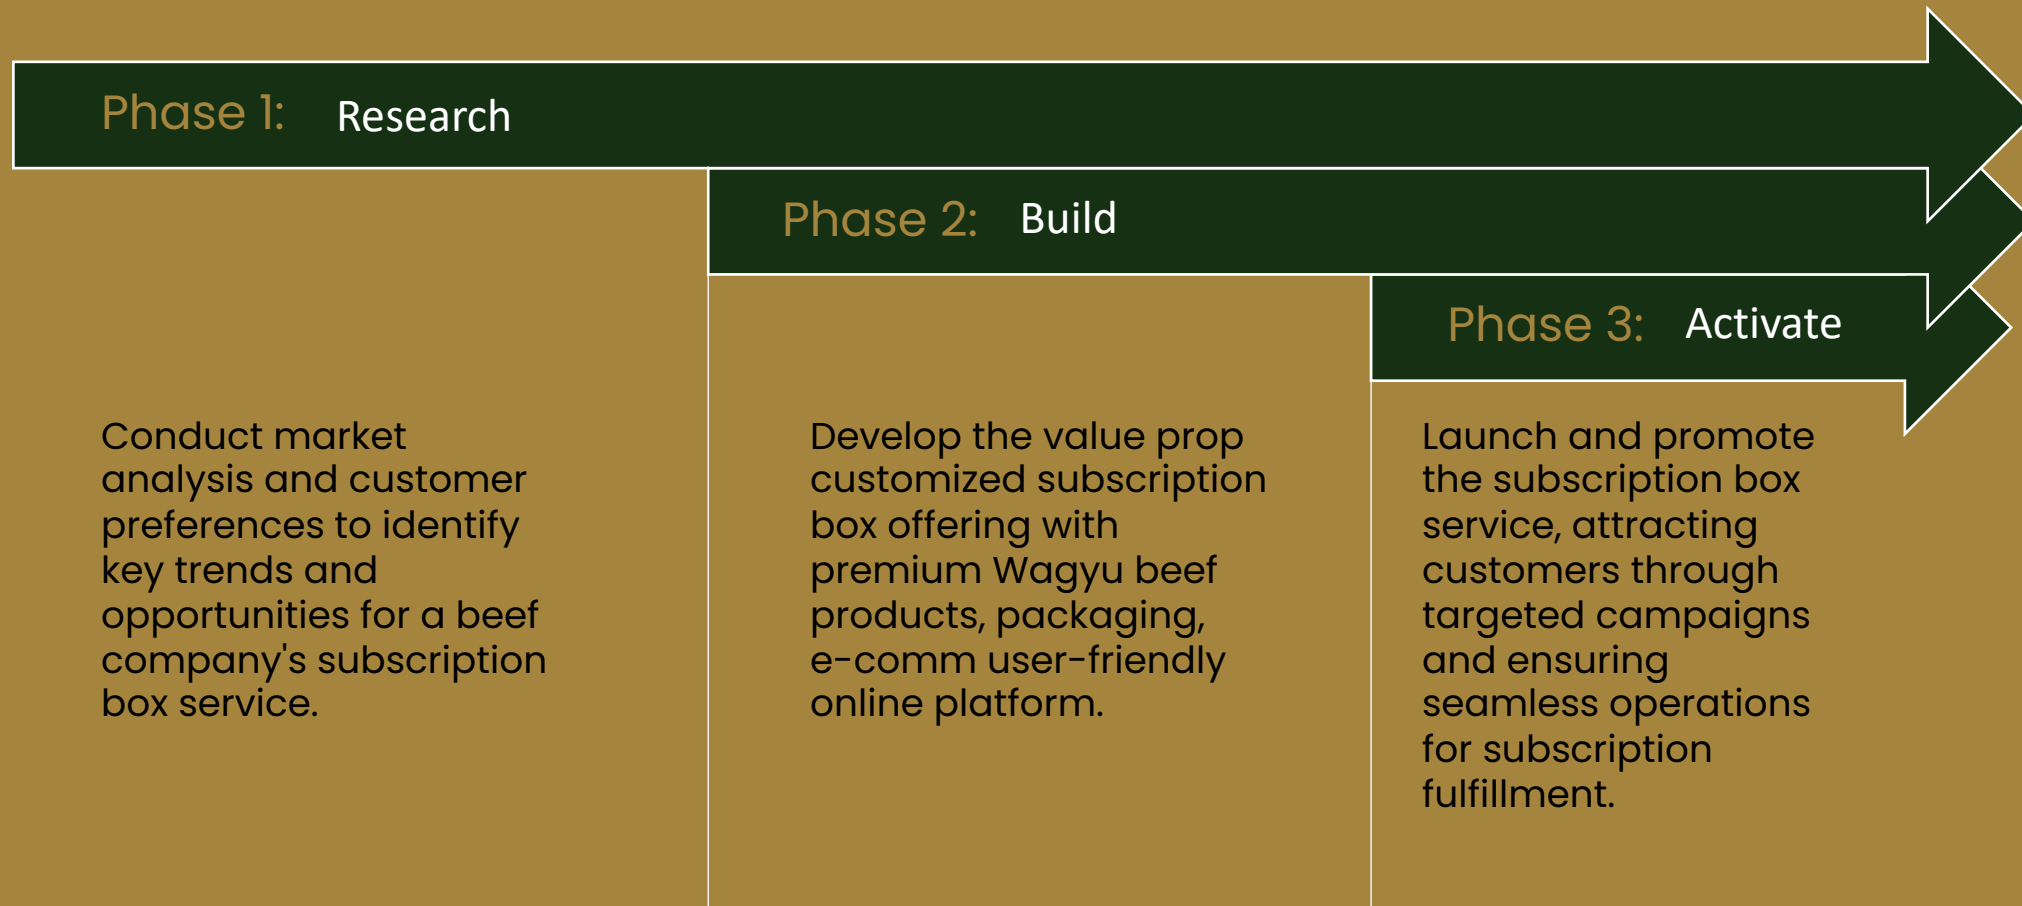 Phase 1: Research
Phase 2: Build
Phase 3: Activate
Conduct market
analysis and customer
preferences to identify
key trends and
opportunities for a beef
company's subscription
box service.
Develop the value prop
customized subscription
box offering with
premium Wagyu beef
products, packaging,
e-comm user-friendly
online platform.
Launch and promote
the subscription box
service, attracting
customers through
targeted campaigns
and ensuring
seamless operations
for subscription
fulfillment.